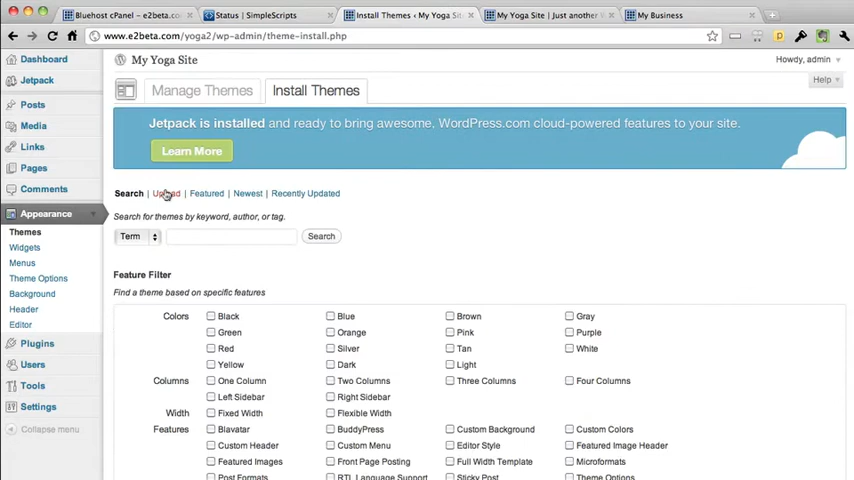 Bluehost cPanel - e2beta.com
Status | SimpleScripts
Install Themes ‹ My Yoga Si
My Yoga Site | Just another
My Business
www.e2beta.com/yoga2/wp-admin/theme-install.php
Dashboard
Jetpack
Posts
Media
Links
Pages
Comments
Appearance
Themes
Widgets
Menus
Theme Options
Background
Header
Editor
Plugins
Users
Tools
Settings
Collapse menu
My Yoga Site
Howdy, admin
Help
Manage Themes
Install Themes
Jetpack is installed and ready to bring awesome, WordPress.com cloud-powered features to your site.
Learn More
Search | Upload | Featured | Newest | Recently Updated
Search for themes by keyword, author, or tag.
Term
Search
Feature Filter
Find a theme based on specific features
Colors Black Blue Brown Gray
Green Orange Pink Purple
Red Silver Tan White
Yellow Dark Light
Columns One Column Two Columns Three Columns Four Columns
Left Sidebar Right Sidebar
Width Fixed Width Flexible Width
Features Blavatar BuddyPress Custom Background Custom Colors
Custom Header Custom Menu Editor Style Featured Image Header
Featured Images Front Page Posting Full Width Template Microformats
Post Formats RTL Language Support Sticky Post Theme Options